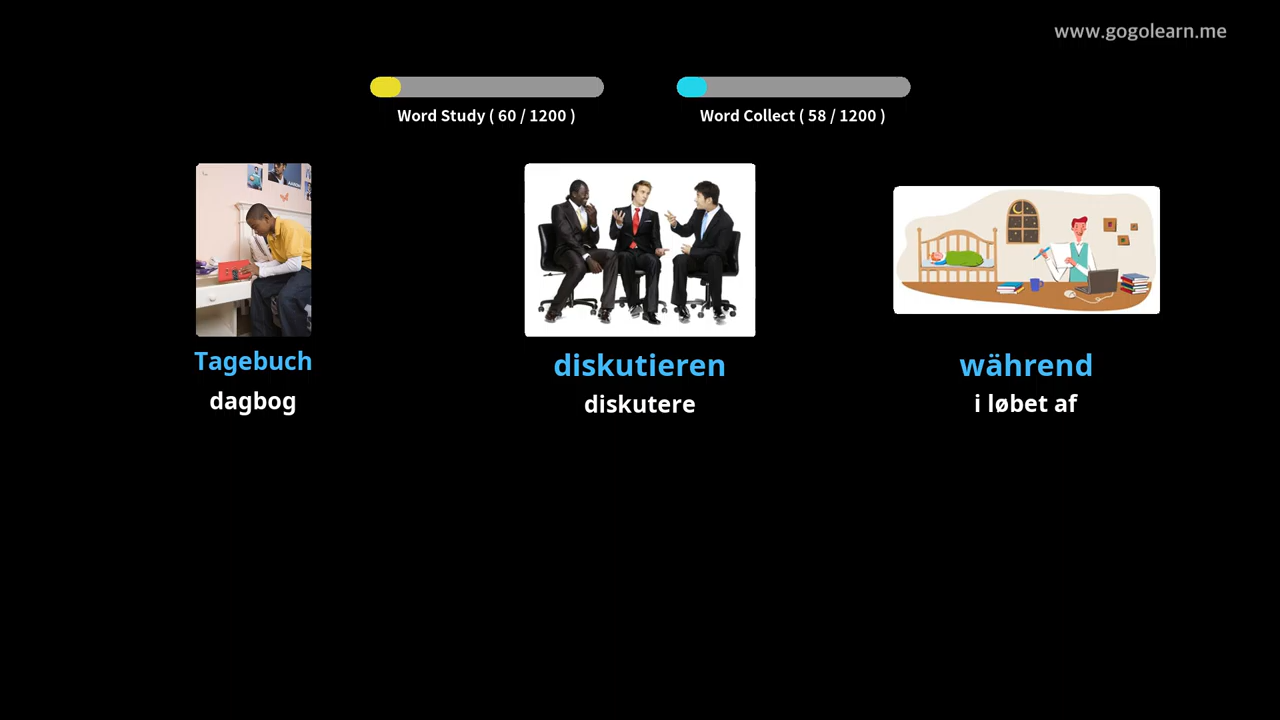 www.gogolearn.me
Word Study ( 60 / 1200 )
Word Collect ( 58 / 1200 )
Tagebuch
dagbog
diskutieren
diskutere
während
i løbet af